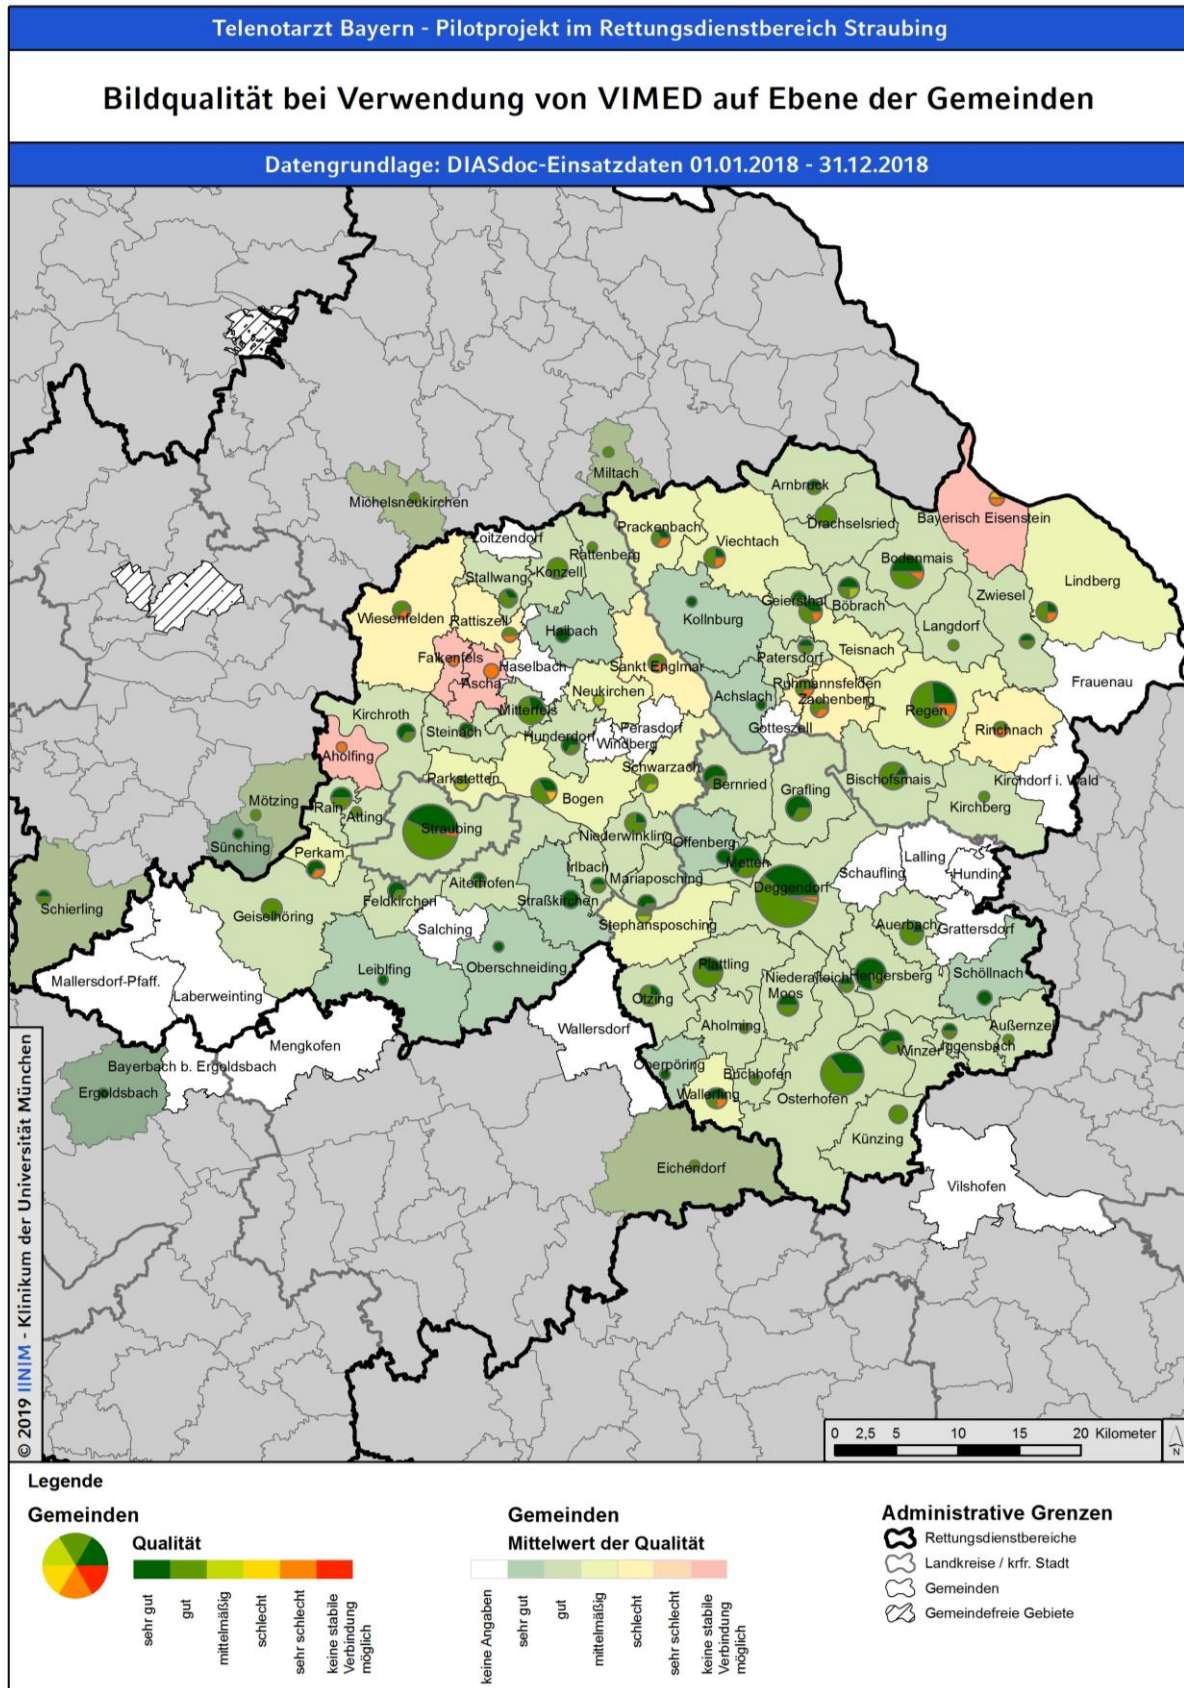 Telenotarzt Bayern - Pilotprojekt im Rettungsdienstbereich Straubing
Bildqualität bei Verwendung von VIMED auf Ebene der Gemeinden
Datengrundlage: DIASdoc-Einsatzdaten 01.01.2018 - 31.12.2018
Miltach
Michelsneukirchen
Arnbruck
Drachselsried
Bayerisch Eisenstein
Prackenbach
Viechtach
Loitzendorf
Rattenberg
Konzell
Bodenmais
Lindberg
Stallwang
Zwiesel
Geiersthal
Böbrach
Wiesenfelden
Rattiszell
Kollnburg
Langdorf
Haibach
Patersdorf
Teisnach
Falkenfels
Haselbach
Sankt Englmar
Frauenau
Ascha
Ruhmannsfelden
Neukirchen
Achslach
Zachenberg
Regen
Mitterfels
Kirchroth
Steinach
Perasdorf
Gotteszell
Rinchnach
Hunderdorf
Windberg
Aholfing
Schwarzach
Bernried
Bischofsmais
Kirchdorf i. Wald
Parkstetten
Bogen
Grafling
Kirchberg
Mötzing
Rain
Atting
Straubing
Niederwinkling
Sünching
Offenberg
Perkam
Metten
Lalling
Irlbach
Schaufling
Hunding
Aiterhofen
Mariaposching
Deggendorf
Schierling
Feldkirchen
Straßkirchen
Geiselhöring
Stephansposching
Auerbach
Grattersdorf
Salching
Oberschneiding
Plattling
Niederalteich
Hengersberg
Leiblfing
Schöllnach
Mallersdorf-Pfaff.
Laberweinting
Otzing
Moos
Wallersdorf
Aholming
Außernzell
Mengkofen
Winzer
Iggensbach
Bayerbach b. Ergoldsbach
Oberpöring
Buchhofen
Ergoldsbach
Wallerfing
Osterhofen
Künzing
Eichendorf
Vilshofen
© 2019 IINIM - Klinikum der Universität München
0 2,5 5 10 15 20 Kilometer
N
Legende
Gemeinden
Qualität
sehr gut
gut
mittelmäßig
schlecht
sehr schlecht
keine stabile
Verbindung
möglich
Gemeinden
Mittelwert der Qualität
keine Angaben
sehr gut
gut
mittelmäßig
schlecht
sehr schlecht
keine stabile
Verbindung
möglich
Administrative Grenzen
Rettungsdienstbereiche
Landkreise / krfr. Stadt
Gemeinden
Gemeindefreie Gebiete